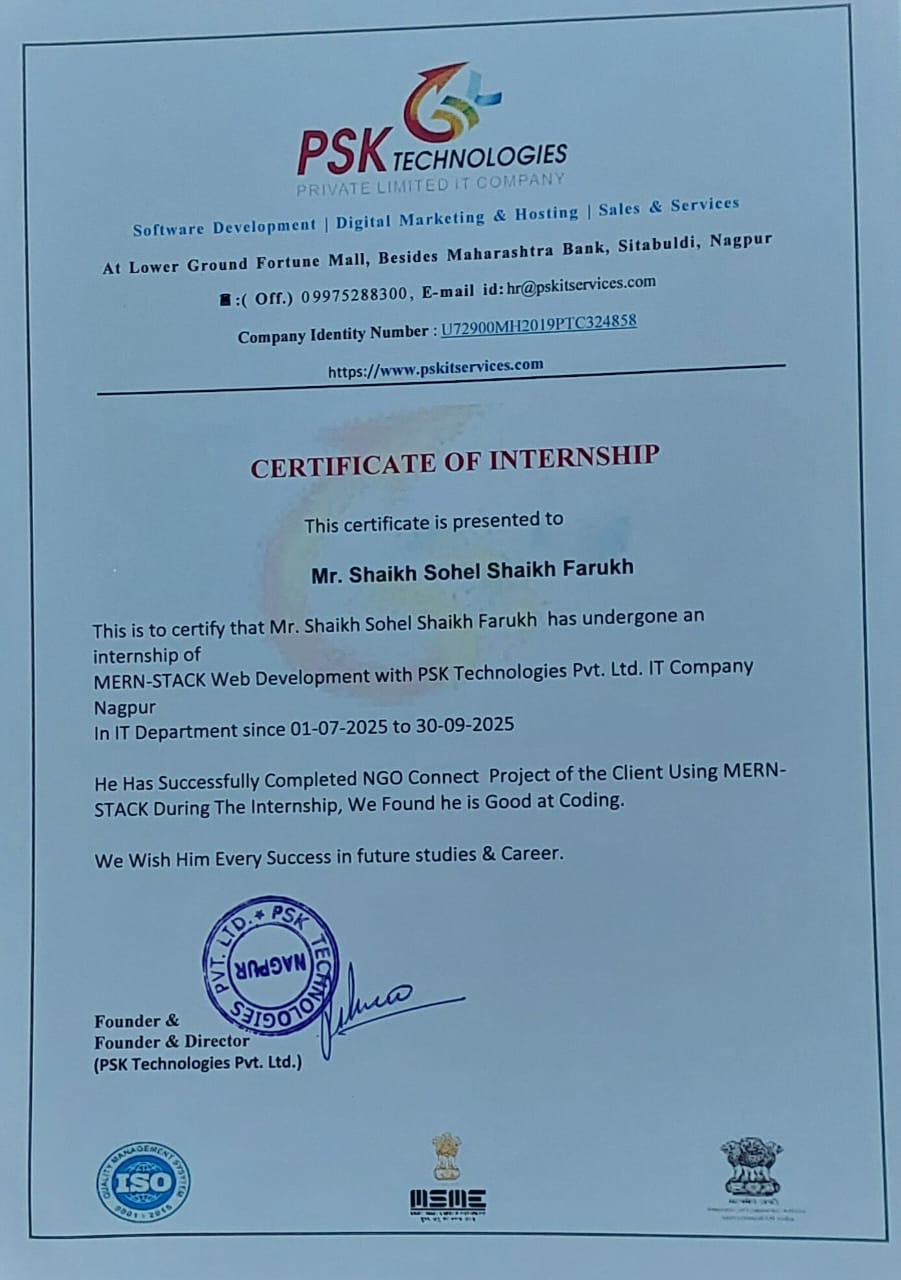 PSK TECHNOLOGIES
PRIVATE LIMITED IT COMPANY
Software Development | Digital Marketing & Hosting | Sales & Services
At Lower Ground Fortune Mall, Besides Maharashtra Bank, Sitabuldi, Nagpur
:( Off.) 09975288300, E-mail id:hr@pskitservices.com
Company Identity Number : U72900MH2019PTC324858
https://www.pskitservices.com
CERTIFICATE OF INTERNSHIP
This certificate is presented to
Mr. Shaikh Sohel Shaikh Farukh
This is to certify that Mr. Shaikh Sohel Shaikh Farukh has undergone an
internship of
MERN-STACK Web Development with PSK Technologies Pvt. Ltd. IT Company
Nagpur
In IT Department since 01-07-2025 to 30-09-2025
He Has Successfully Completed NGO Connect Project of the Client Using MERN-
STACK During The Internship, We Found he is Good at Coding.
We Wish Him Every Success in future studies & Career.
PSK TECHNOLOGIES PVT. LTD. *
NAGPUR
Founder &
Founder & Director
(PSK Technologies Pvt. Ltd.)
QUALITY MANAGEMENT SYSTEM
ISO
9001 : 2015
MSME